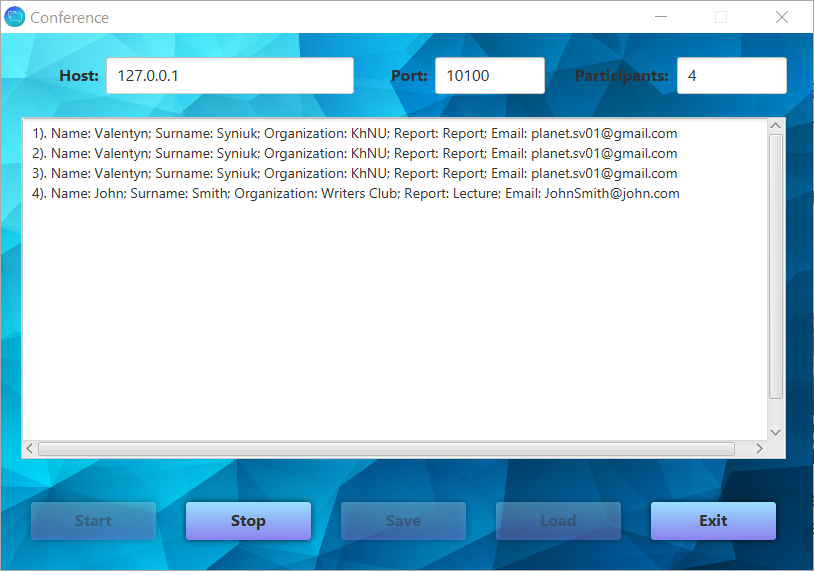 Conference
Host: 127.0.0.1 Port: 10100 Participants: 4
1). Name: Valentyn; Surname: Syniuk; Organization: KhNU; Report: Report; Email: planet.sv01@gmail.com
2). Name: Valentyn; Surname: Syniuk; Organization: KhNU; Report: Report; Email: planet.sv01@gmail.com
3). Name: Valentyn; Surname: Syniuk; Organization: KhNU; Report: Report; Email: planet.sv01@gmail.com
4). Name: John; Surname: Smith; Organization: Writers Club; Report: Lecture; Email: JohnSmith@john.com
Start Stop Save Load Exit